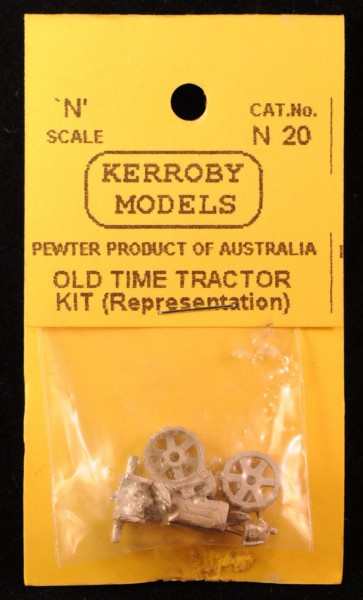 `N'
SCALE
CAT.No.
N 20
KERROBY
MODELS
PEWTER PRODUCT OF AUSTRALIA
OLD TIME TRACTOR
KIT (Representation)